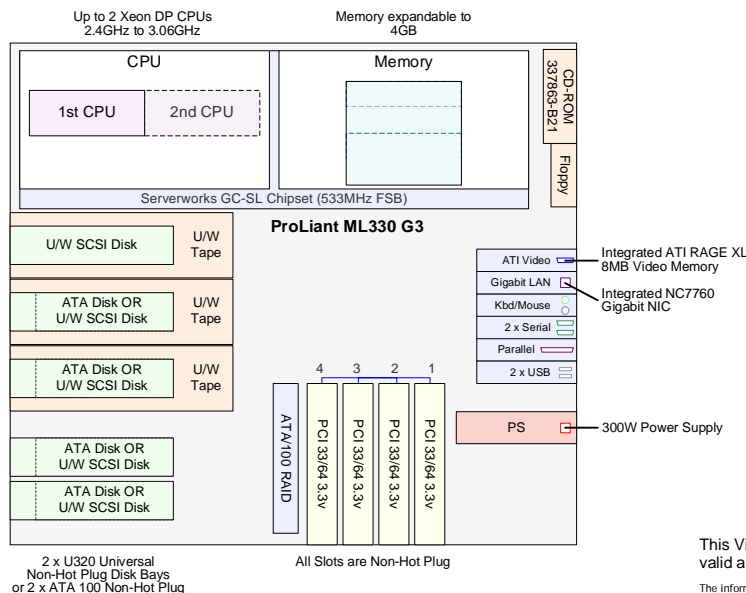 Up to 2 Xeon DP CPUs
2.4GHz to 3.06GHz
Memory expandable to
4GB
CPU
Memory
1st CPU
2nd CPU
CD-ROM
337863-B21
Floppy
Serverworks GC-SL Chipset (533MHz FSB)
ProLiant ML330 G3
U/W SCSI Disk
U/W
Tape
ATA Disk OR
U/W SCSI Disk
U/W
Tape
ATA Disk OR
U/W SCSI Disk
U/W
Tape
ATA Disk OR
U/W SCSI Disk
ATA Disk OR
U/W SCSI Disk
ATI Video
Integrated ATI RAGE XL
8MB Video Memory
Gigabit LAN
Integrated NC7760
Gigabit NIC
Kbd/Mouse
2 x Serial
Parallel
2 x USB
PS
300W Power Supply
4 3 2 1
ATA/100 RAID
PCI 33/64 3.3v
PCI 33/64 3.3v
PCI 33/64 3.3v
PCI 33/64 3.3v
2 x U320 Universal
Non-Hot Plug Disk Bays
or 2 x ATA 100 Non-Hot Plug
All Slots are Non-Hot Plug
This Vi
valid a
The inform